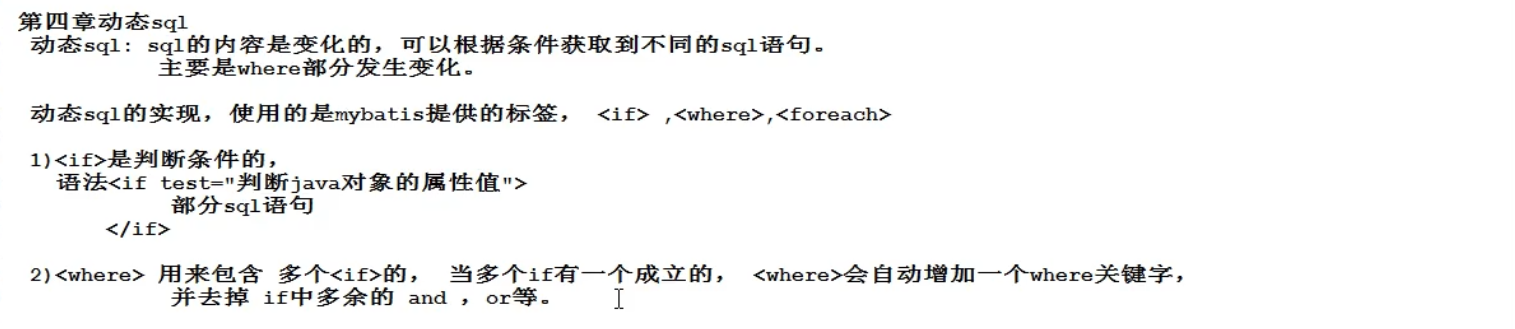 第四章动态sql
动态sql: sql的内容是变化的，可以根据条件获取到不同的sql语句。
主要是where部分发生变化。
动态sql的实现，使用的是mybatis提供的标签， <if> ,<where>,<foreach>
1)<if>是判断条件的，
语法<if test="判断java对象的属性值">
部分sql语句
</if>
2)<where> 用来包含 多个<if>的， 当多个if有一个成立的， <where>会自动增加一个where关键字，
并去掉 if中多余的 and ，or等。